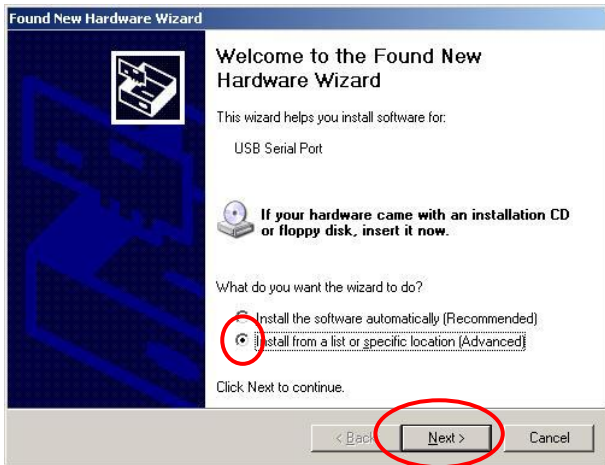 Found New Hardware Wizard
Welcome to the Found New
Hardware Wizard
This wizard helps you install software for:
USB Serial Port
If your hardware came with an installation CD
or floppy disk, insert it now.
What do you want the wizard to do?
Install the software automatically (Recommended)
Install from a list or specific location (Advanced)
Click Next to continue.
< Back
Next >
Cancel